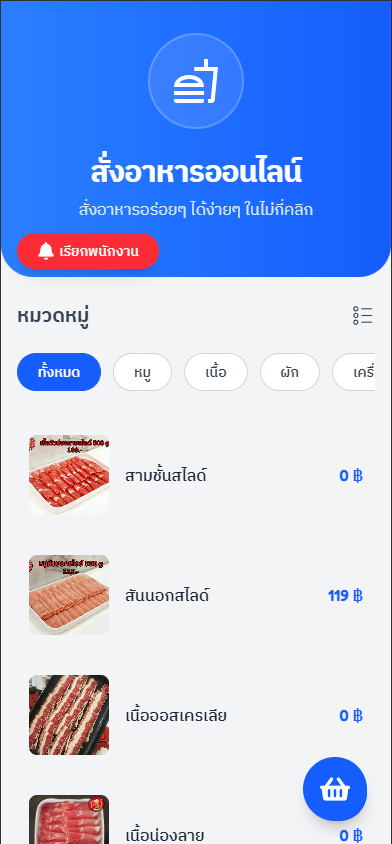 สั่งอาหารออนไลน์
สั่งอาหารอร่อยๆ ได้ง่ายๆ ในไม่กี่คลิก
เรียกพนักงาน
หมวดหมู่
ทั้งหมด หมู เนื้อ ผัก
สามชั้นสไลด์ 0 ฿
สันนอกสไลด์ 119 ฿
เนื้อออสเครเลีย 0 ฿
เนื้อน่องลาย 0 ฿